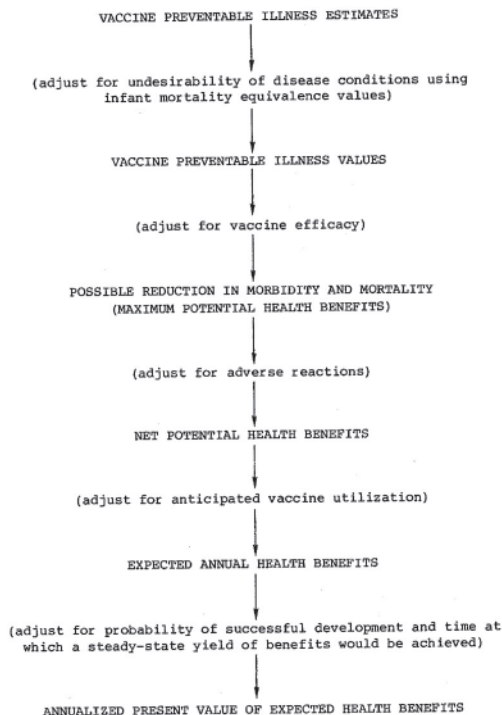 VACCINE PREVENTABLE ILLNESS ESTIMATES
(adjust for undesirability of disease conditions using
infant mortality equivalence values)
VACCINE PREVENTABLE ILLNESS VALUES
(adjust for vaccine efficacy)
POSSIBLE REDUCTION IN MORBIDITY AND MORTALITY
(MAXIMUM POTENTIAL HEALTH BENEFITS)
(adjust for adverse reactions)
NET POTENTIAL HEALTH BENEFITS
(adjust for anticipated vaccine utilization)
EXPECTED ANNUAL HEALTH BENEFITS
(adjust for probability of successful development and time at
which a steady-state yield of benefits would be achieved)
ANNUALIZED PRESENT VALUE OF EXPECTED HEALTH BENEFITS